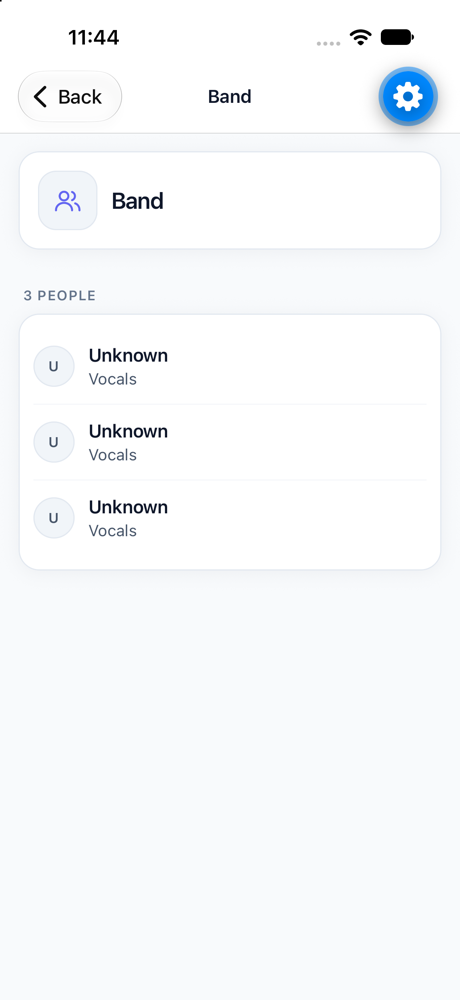 11:44
Back
Band
Band
3 PEOPLE
U
Unknown
Vocals
U
Unknown
Vocals
U
Unknown
Vocals